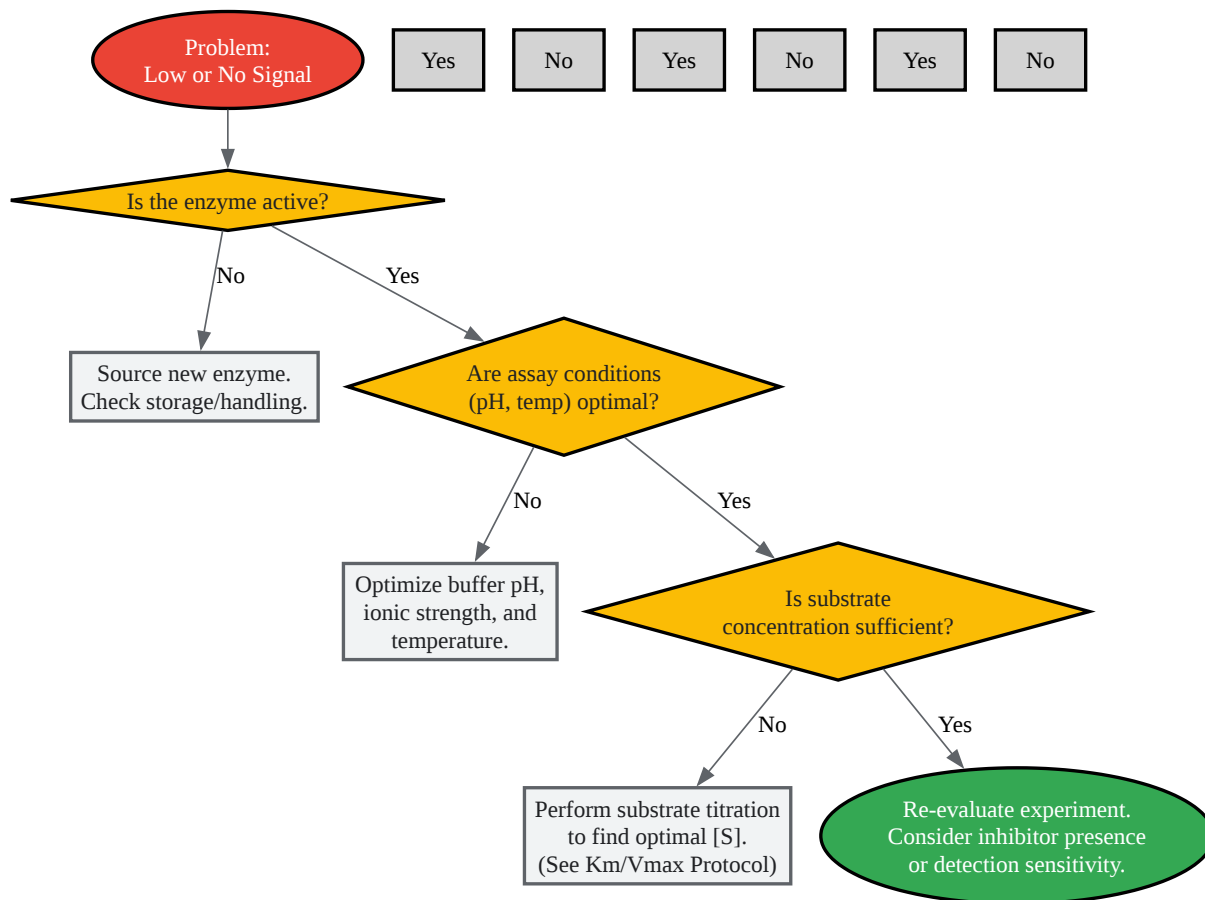 Problem:
Low or No Signal
Yes
No
Yes
No
Yes
No
Is the enzyme active?
No
Yes
Source new enzyme.
Check storage/handling.
Are assay conditions
(pH, temp) optimal?
No
Yes
Optimize buffer pH,
ionic strength, and
temperature.
Is substrate
concentration sufficient?
No
Yes
Perform substrate titration
to find optimal [S].
(See Km/Vmax Protocol)
Re-evaluate experiment.
Consider inhibitor presence
or detection sensitivity.